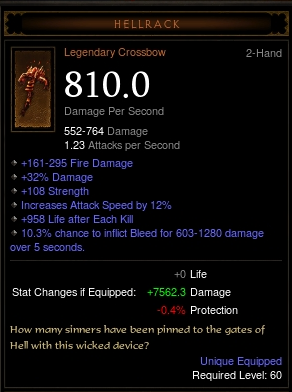 HELLRACK
Legendary Crossbow
2-Hand
810.0
Damage Per Second
552-764 Damage
1.23 Attacks per Second
+161-295 Fire Damage
+32% Damage
+108 Strength
Increases Attack Speed by 12%
+958 Life after Each Kill
10.3% chance to inflict Bleed for 603-1280 damage
over 5 seconds.
+0 Life
Stat Changes if Equipped: +7562.3 Damage
-0.4% Protection
How many sinners have been pinned to the gates of
Hell with this wicked device?
Unique Equipped
Required Level: 60